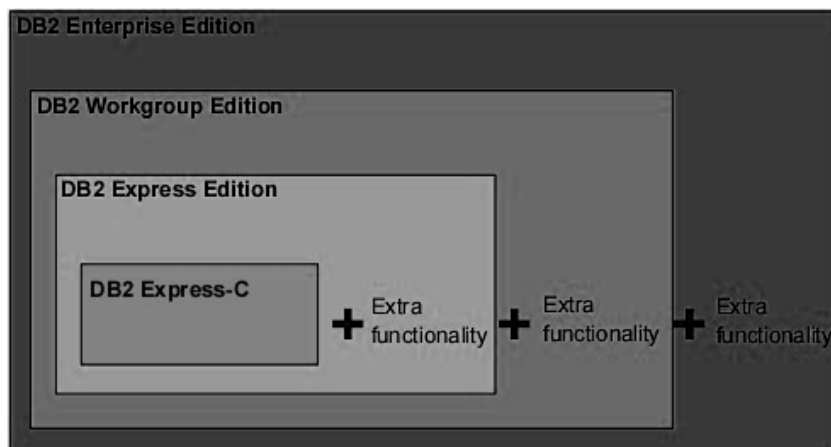 DB2 Enterprise Edition
DB2 Workgroup Edition
DB2 Express Edition
DB2 Express-C
Extra
functionality
Extra
functionality
Extra
functionality